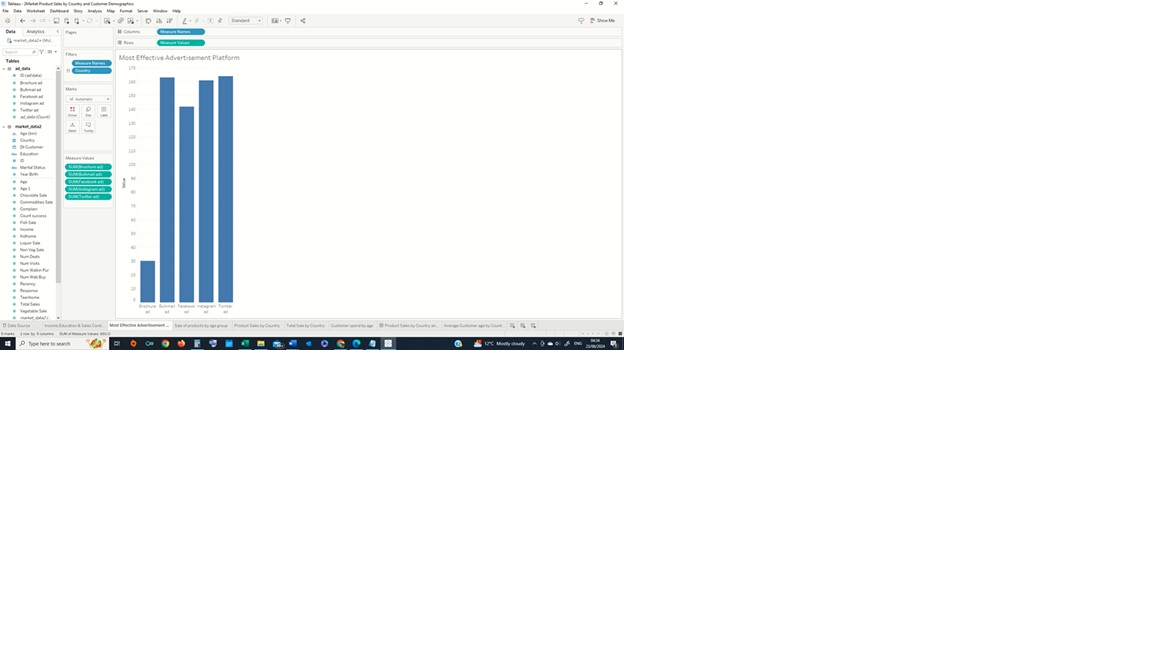 Tableau - 2Market Product Sales by Country and Customer Demographics
File Data Worksheet Dashboard Story Analysis Map Format Server Window Help
Standard
Show Me
Data Analytics
Pages
Columns Measure Names
Rows Measure Values
Search
Tables
ad_data
ID (ad!data)
Brochure ad
Bulkmail ad
Facebook ad
Instagram ad
Twitter ad
ad_data (Count)
market_data2
Age (bin)
Country
Dt Customer
Education
ID
Marital Status
Year Birth
Age
Age 1
Chocolate Sale
Commodities Sale
Complain
Count success
Fish Sale
Income
Kidhome
Liquor Sale
Non Veg Sale
Num Deals
Num Visits
Num Walkin Pur
Num Web Buy
Recency
Response
Teenhome
Total Sales
Vegetable Sale
Filters
Measure Names
Country
Marks
Automatic
Colour Size Label
Detail Tooltip
Measure Values
SUM(Brochure ad)
SUM(Bulkmail ad)
SUM(Facebook ad)
SUM(Instagram ad)
SUM(Twitter ad)
Most Effective Advertisement Platform
170
160
150
140
130
120
110
100
90
80
70
60
50
40
30
20
10
0
Value
Brochure ad
Bulkmail ad
Facebook ad
Instagram ad
Twitter ad
Data Source Income,Education & Sales Corel.. Most Effective Advertisement ... Sale of products by age group Product Sales by Country Total Sale by Country Customer spend by age Product Sales by Country an.. Average Customer age by Count..
5 marks 1 row by 5 columns SUM of Measure Values: 660.0
Type here to search
12°C Mostly cloudy
ENG
04:34
23/06/2024